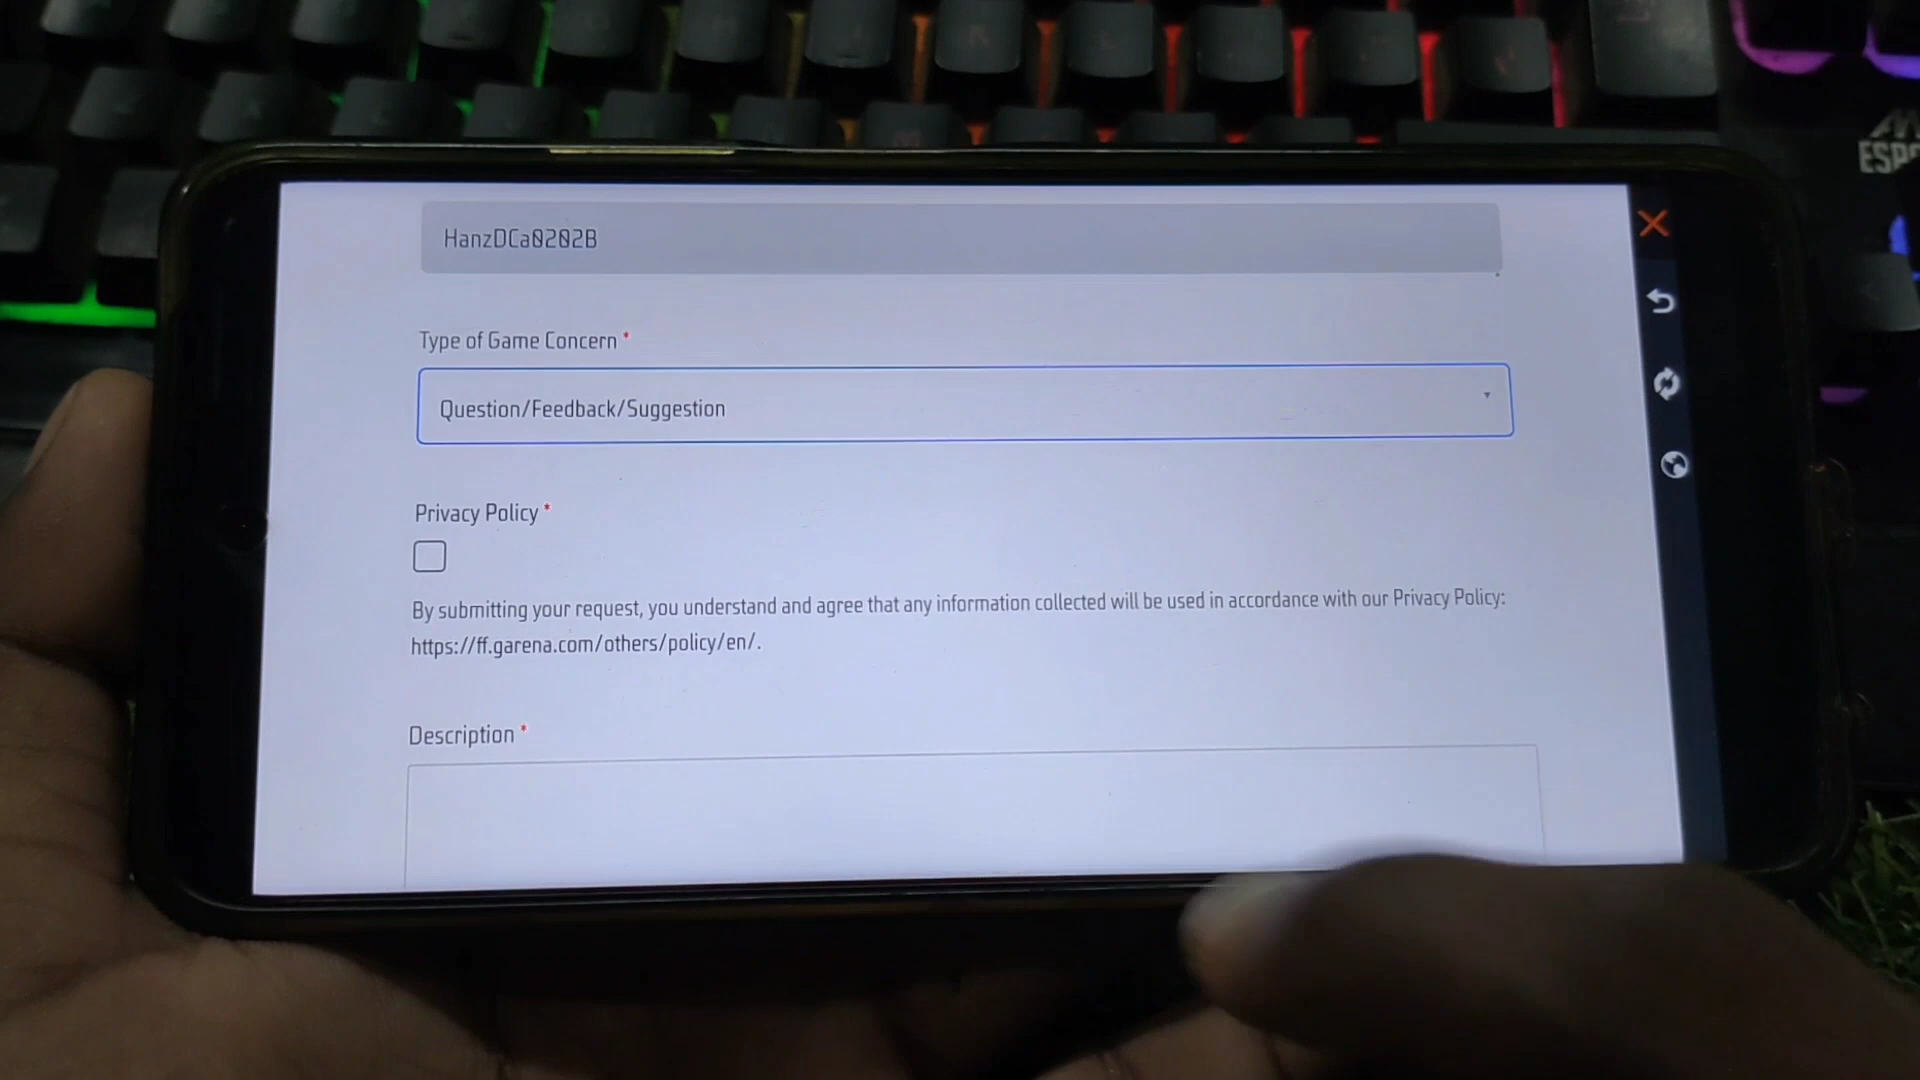 HanzDCa0202B
Type of Game Concern *
Question/Feedback/Suggestion
Privacy Policy *
By submitting your request, you understand and agree that any information collected will be used in accordance with our Privacy Policy:
https://ff.garena.com/others/policy/en/.
Description *